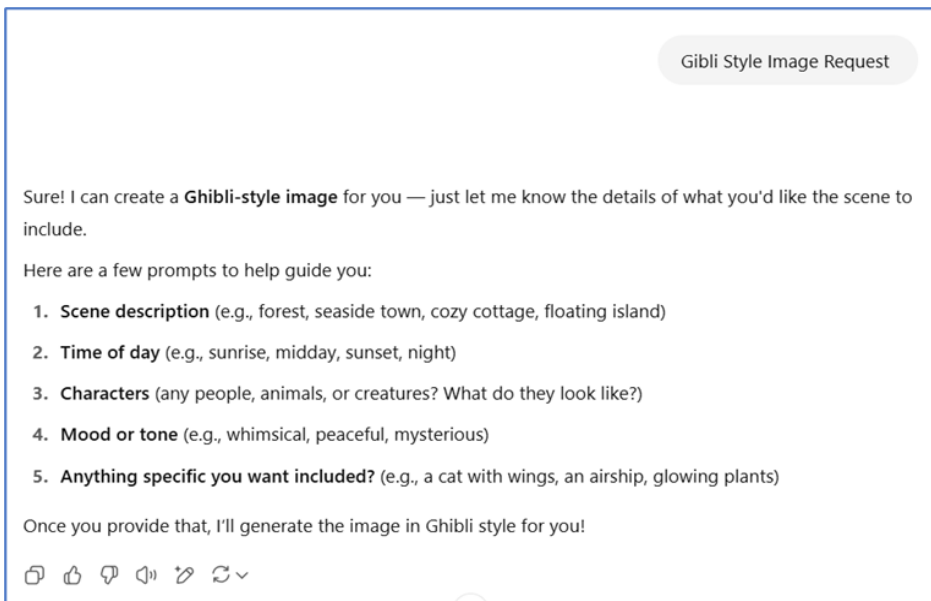 Gibli Style Image Request
Sure! I can create a Ghibli-style image for you — just let me know the details of what you'd like the scene to
include.
Here are a few prompts to help guide you:
1. Scene description (e.g., forest, seaside town, cozy cottage, floating island)
2. Time of day (e.g., sunrise, midday, sunset, night)
3. Characters (any people, animals, or creatures? What do they look like?)
4. Mood or tone (e.g., whimsical, peaceful, mysterious)
5. Anything specific you want included? (e.g., a cat with wings, an airship, glowing plants)
Once you provide that, I'll generate the image in Ghibli style for you!